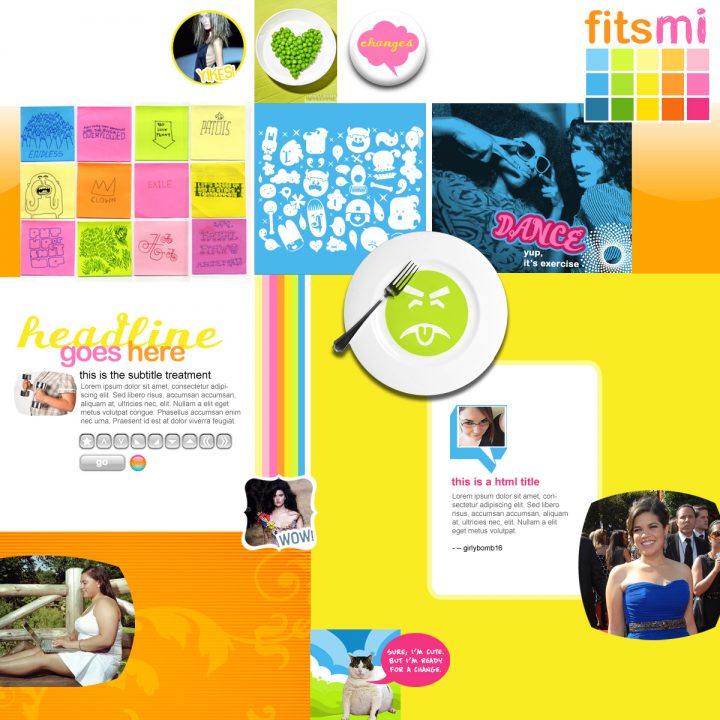 YAKES!
changes
fitsmi
ENDLESS
OVERCLOSED
PATUTS
CLOWN
EXILE
DANCE
yup,
it's exercise
headline
goes here
this is the subtitle treatment
Lorem ipsum dolor sit amet, consectetur adipi-
scing elit. Sed libero risus, accumsan accumsan,
aliquam at, ultricies nec, elit. Nullam a elit eget
metus volutpat congue. Phasellus accumsan enim
nec urna. Praesent id est at dolor viverra feugiat.
go
this is a html title
Lorem ipsum dolor sit amet, con-
sectetur adipiscing elit. Sed libero
risus, accumsan accumsan, aliquam
at, ultricies nec, elit. Nullam a elit
eget metus volutpat.
- -- girlybomb16
WOW!
SURE, I'M CUTE.
BUT I'M READY
FOR A CHANGE.